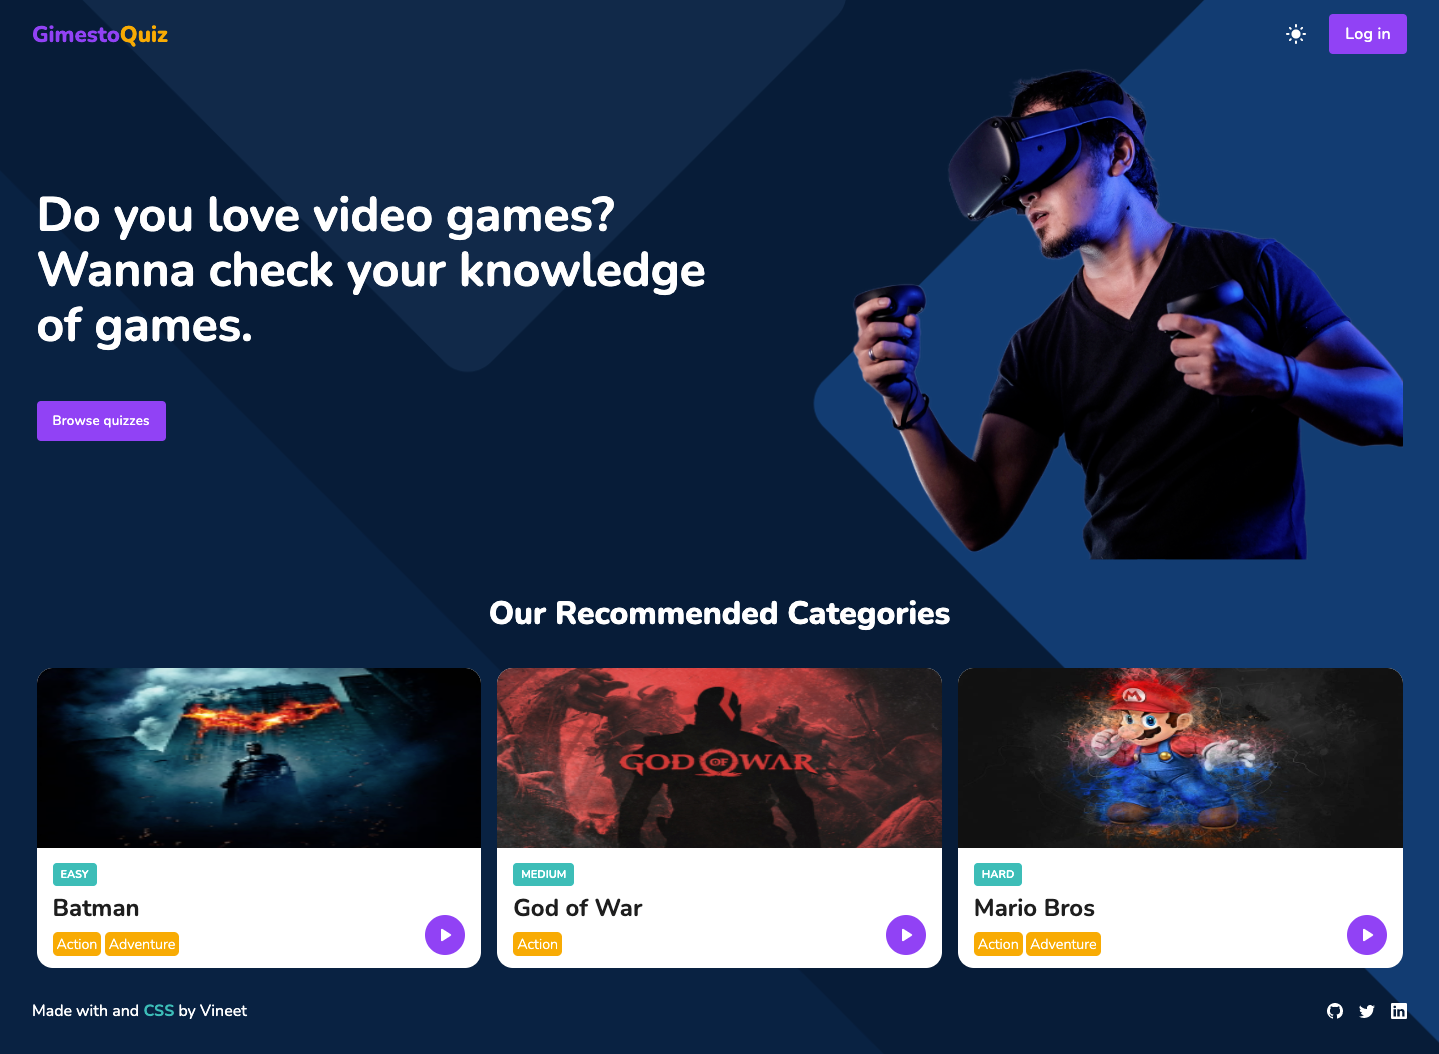 GimestoQuiz
Log in
Do you love video games?
Wanna check your knowledge
of games.
Browse quizzes
Our Recommended Categories
EASY
Batman
Action Adventure
GOD OF WAR
MEDIUM
God of War
Action
M
HARD
Mario Bros
Action Adventure
Made with and CSS by Vineet
in